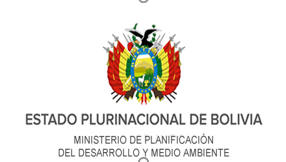 ESTADO PLURINACIONAL DE BOLIVIA
MINISTERIO DE PLANIFICACIÓN
DEL DESARROLLO Y MEDIO AMBIENTE